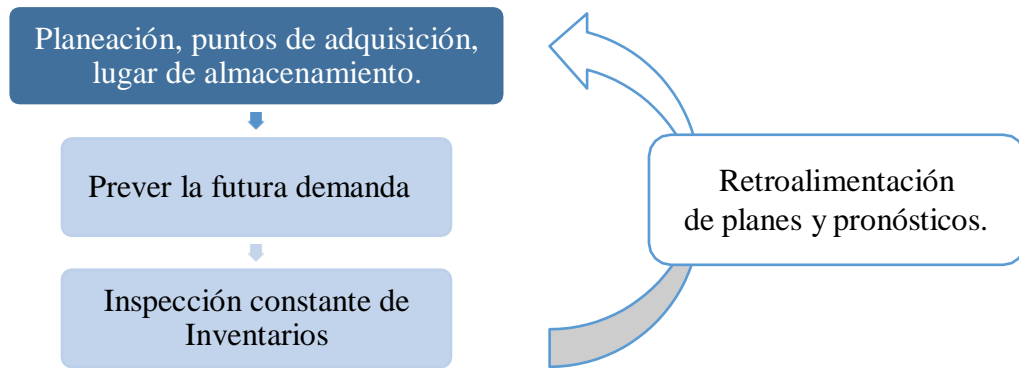 Planeación, puntos de adquisición,
lugar de almacenamiento.
Prever la futura demanda
Inspección constante de
Inventarios
Retroalimentación
de planes y pronósticos.